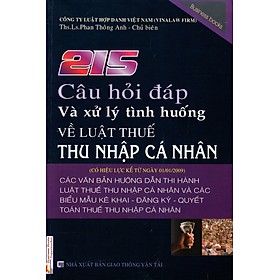 CÔNG TY LUẬT HỢP DANH VIỆT NAM (VINALAW FIRM)
Ths.Ls.Phan Thông Anh - Chủ biên
Business books
215
Câu hỏi đáp
Và xử lý tình huống
VỀ LUẬT THUẾ
THU NHẬP CÁ NHÂN
(CÓ HIỆU LỰC KỂ TỪ NGÀY 01/01/2009)
CÁC VĂN BẢN HƯỚNG DẪN THI HÀNH
LUẬT THUẾ THU NHẬP CÁ NHÂN VÀ CÁC
BIỂU MẪU KÊ KHAI - ĐĂNG KÝ - QUYẾT
TOÁN THUẾ THU NHẬP CÁ NHÂN
NHÀ XUẤT BẢN GIAO THÔNG VẬN TẢI